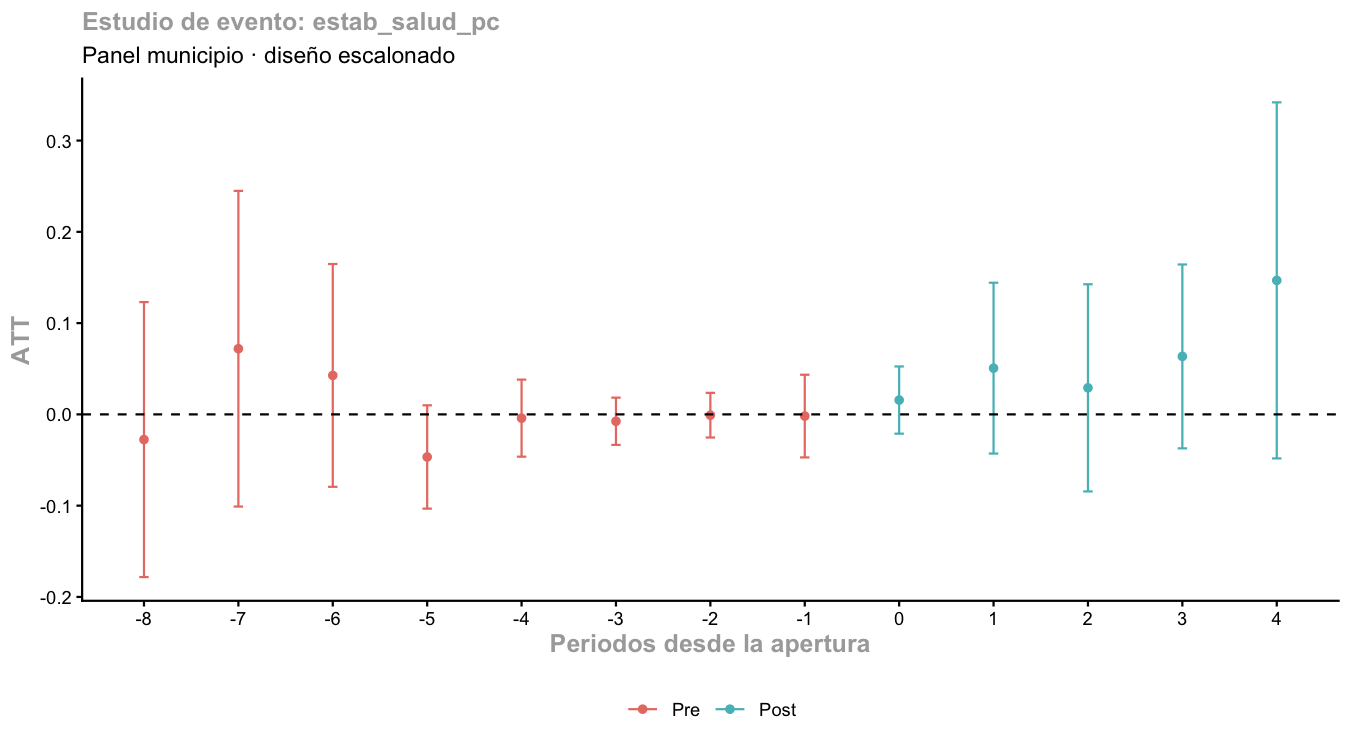 Estudio de evento: estab_salud_pc
Panel municipio · diseño escalonado
ATT
0.3
0.2
0.1
0.0
-0.1
-0.2
-8 -7 -6 -5 -4 -3 -2 -1 0 1 2 3 4
Periodos desde la apertura
Pre Post